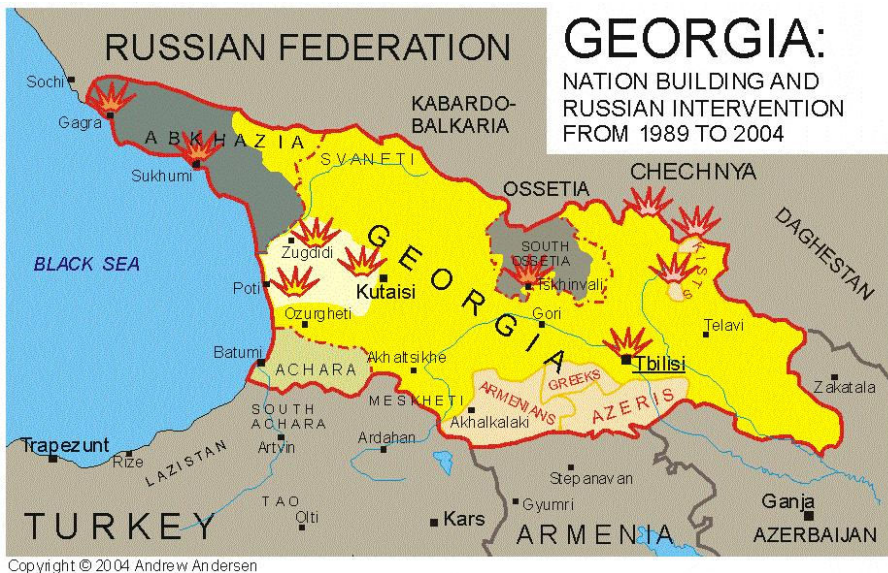 GEORGIA:
NATION BUILDING AND
RUSSIAN INTERVENTION
FROM 1989 TO 2004
RUSSIAN FEDERATION
Sochi
Gagra
ABKHAZIA
Sukhumi
SVANETI
KABARDO-
BALKARIA
OSSETIA
CHECHNYA
DAGHESTAN
KISTS
SOUTH
OSSETIA
Tskhinvali
BLACK SEA
Zugdidi
GEORGIA
Poti
Kutaisi
Ozurgheti
Gori
Telavi
Tbilisi
Batumi
ACHARA
Akhaltsikhe
MESKHETI
ARMENIANS
GREEKS
AZERIS
Akhalkalaki
Zakatala
SOUTH
ACHARA
Artvin
Ardahan
Trapezunt
Rize
LAZISTAN
Stepanavan
TAO
Olti
Kars
Gyumri
Ganja
TURKEY
ARMENIA
AZERBAIJAN
Copyright © 2004 Andrew Andersen